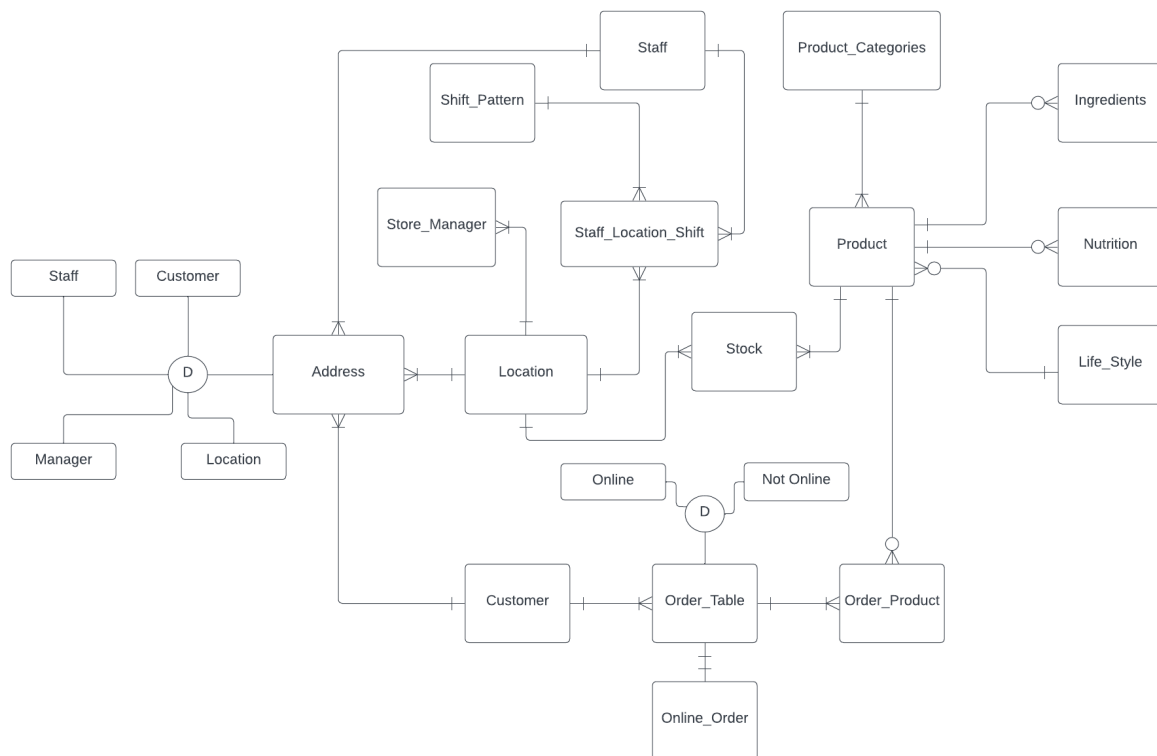 Staff
Product_Categories
Shift_Pattern
Ingredients
Store_Manager
Staff_Location_Shift
Product
Nutrition
Staff
Customer
Stock
Life_Style
D
Address
Location
Manager
Location
Online
Not Online
D
Customer
Order_Table
Order_Product
Online_Order